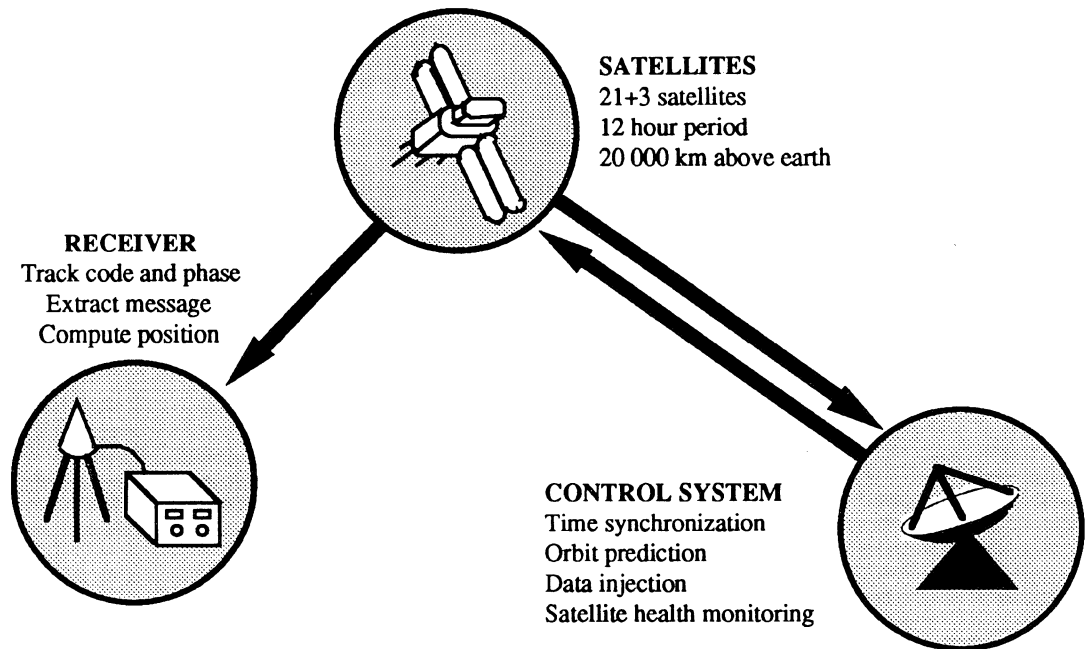 SATELLITES
21+3 satellites
12 hour period
20 000 km above earth
RECEIVER
Track code and phase
Extract message
Compute position
CONTROL SYSTEM
Time synchronization
Orbit prediction
Data injection
Satellite health monitoring